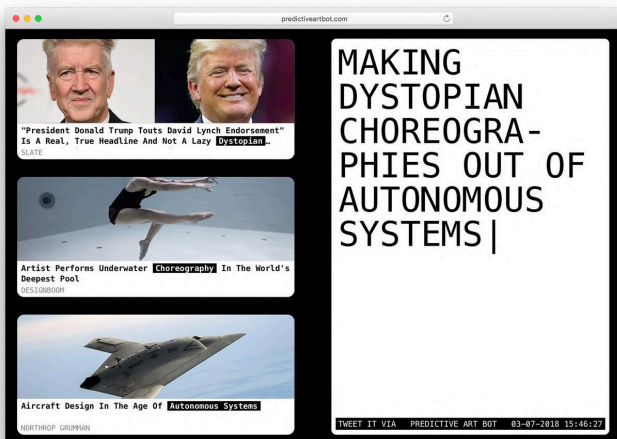 predictiveartbot.com
"President Donald Trump Touts David Lynch Endorsement"
Is A Real, True Headline And Not A Lazy Dystopian…
SLATE
Artist Performs Underwater Choreography In The World's
Deepest Pool
DESIGNBOOM
Aircraft Design In The Age Of Autonomous Systems
NORTHROP GRUMMAN
MAKING
DYSTOPIAN
CHOREOGRA-
PHIES OUT OF
AUTONOMOUS
SYSTEMS|
TWEET IT VIA PREDICTIVE ART BOT 03-07-2018 15:46:27